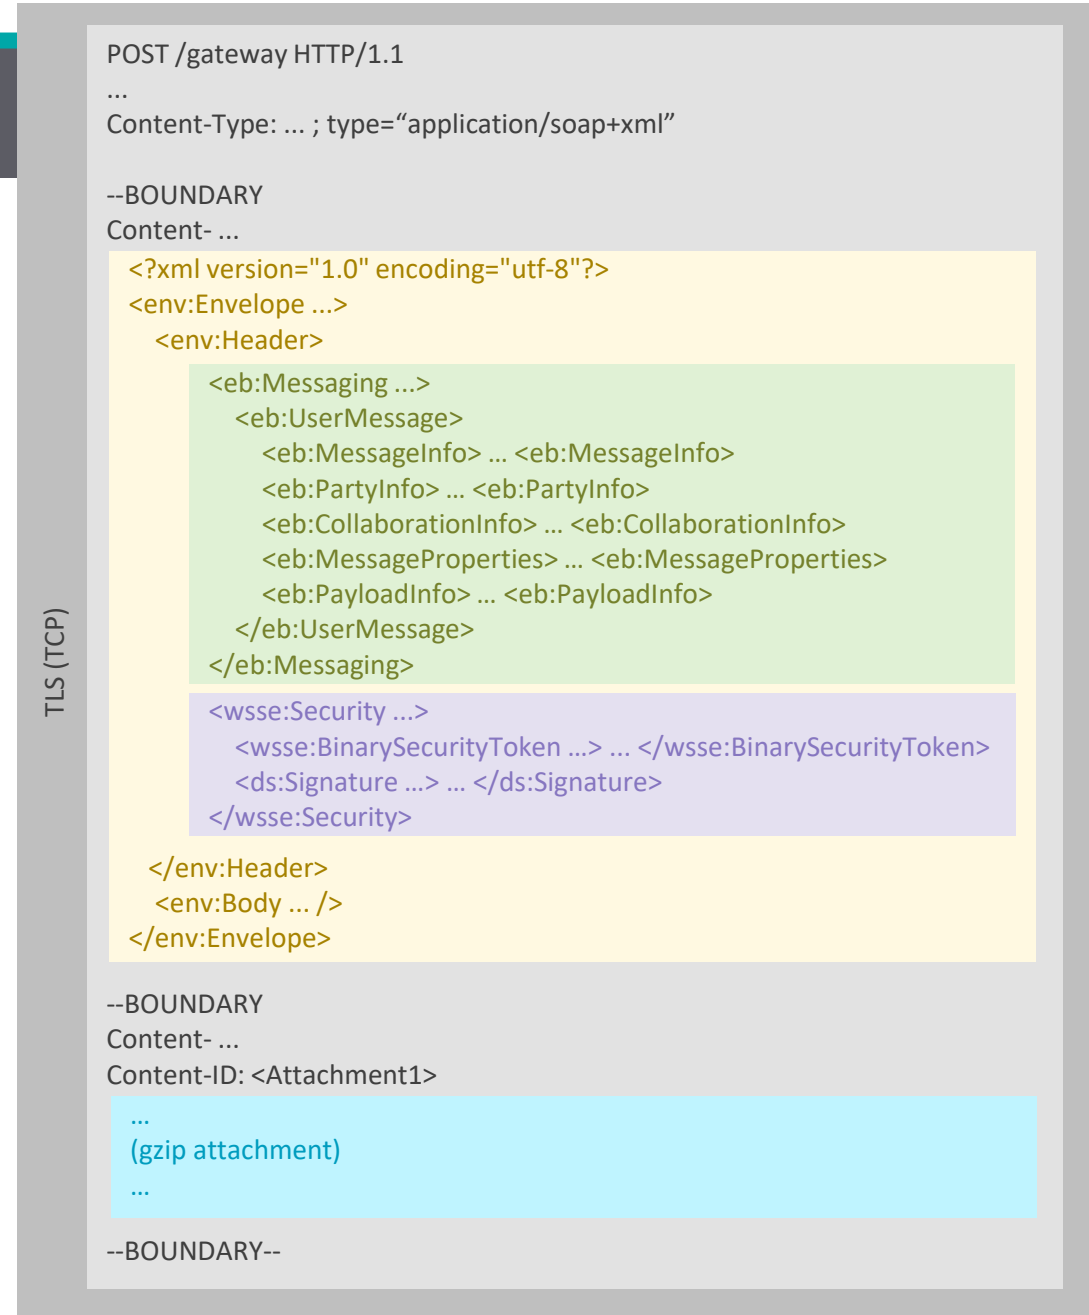 POST /gateway HTTP/1.1
...
Content-Type: ... ; type=“application/soap+xml”
--BOUNDARY
Content- ...
<?xml version="1.0" encoding="utf-8"?>
<env:Envelope ...>
<env:Header>
<eb:Messaging ...>
<eb:UserMessage>
<eb:MessageInfo> … <eb:MessageInfo>
<eb:PartyInfo> … <eb:PartyInfo>
<eb:CollaborationInfo> … <eb:CollaborationInfo>
<eb:MessageProperties> … <eb:MessageProperties>
<eb:PayloadInfo> … <eb:PayloadInfo>
</eb:UserMessage>
</eb:Messaging>
<wsse:Security ...>
<wsse:BinarySecurityToken …> ... </wsse:BinarySecurityToken>
<ds:Signature …> … </ds:Signature>
</wsse:Security>
</env:Header>
<env:Body ... />
</env:Envelope>
--BOUNDARY
Content- ...
Content-ID: <Attachment1>
…
(gzip attachment)
…
--BOUNDARY--
TLS (TCP)